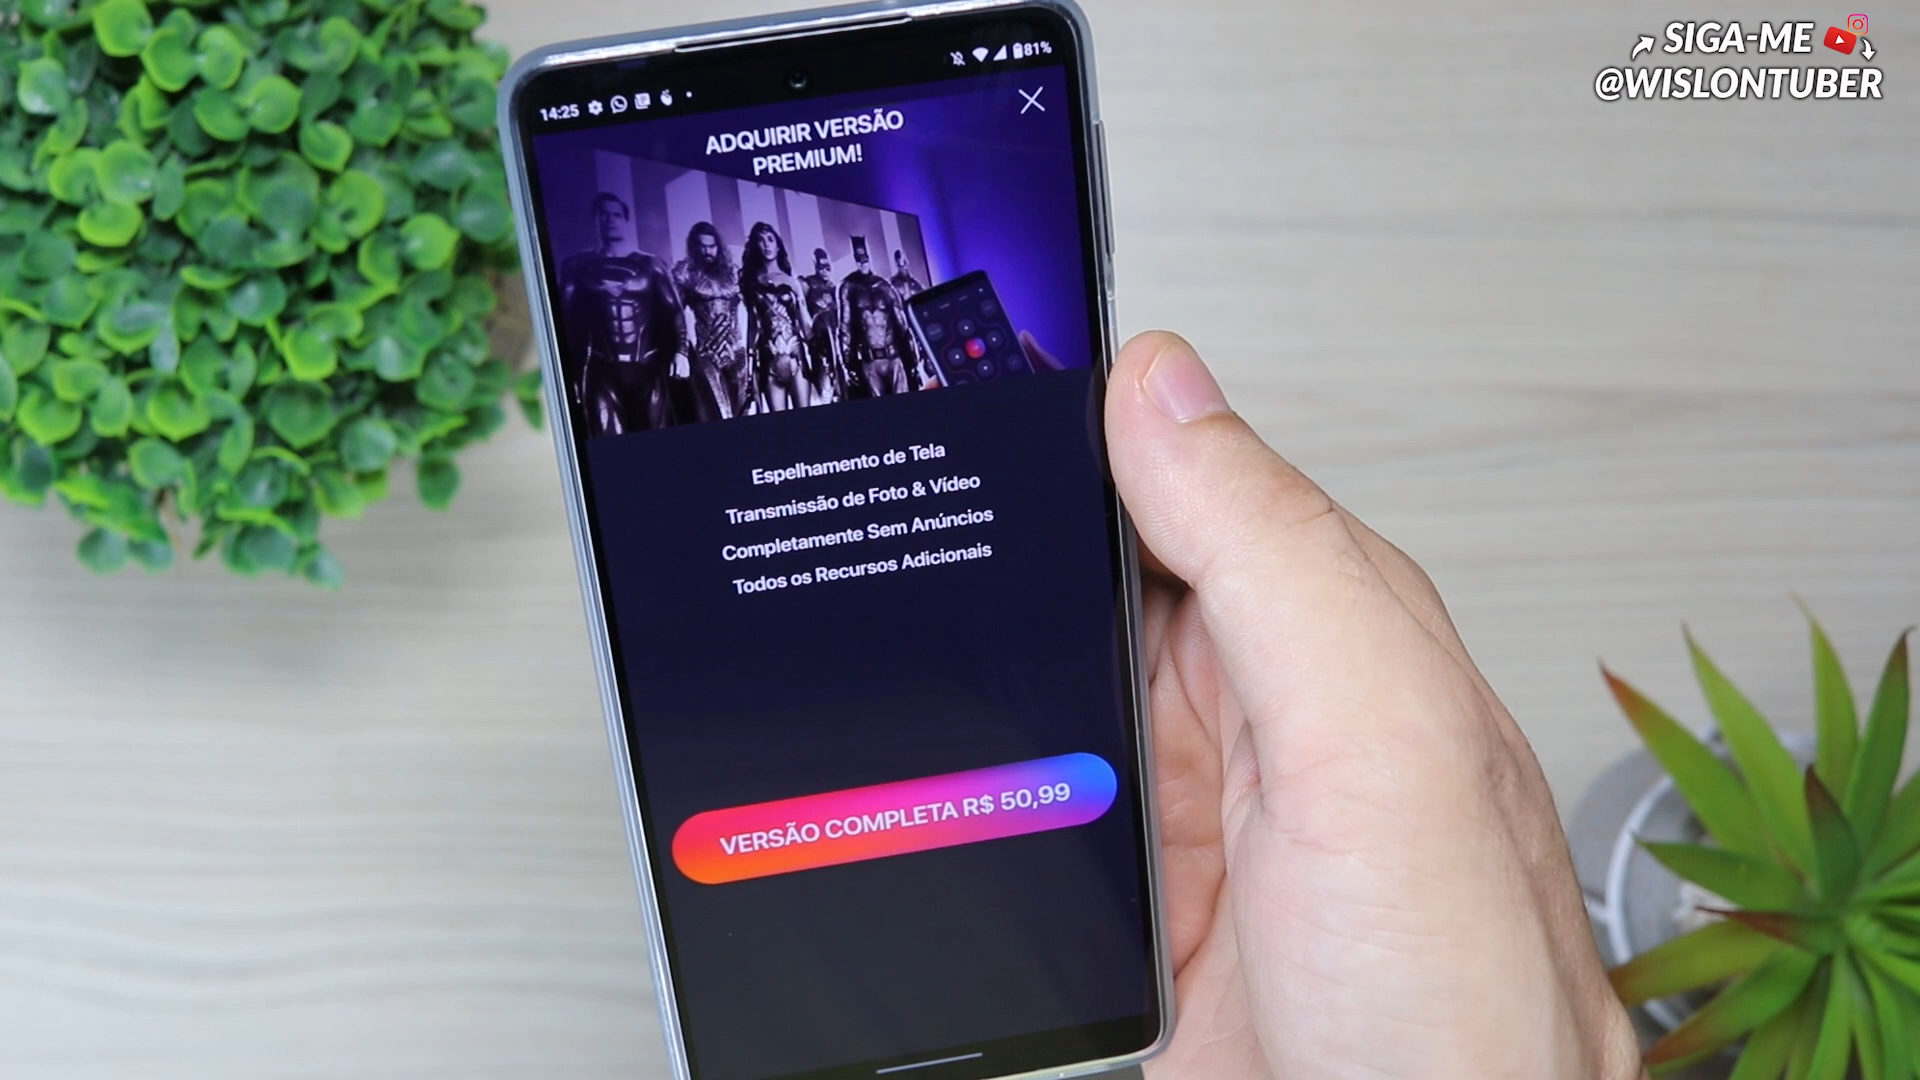 SIGA-ME
@WISLONTUBER
14:25
81%
ADQUIRIR VERSÃO
PREMIUM!
Espelhamento de Tela
Transmissão de Foto & Vídeo
Completamente Sem Anúncios
Todos os Recursos Adicionais
VERSÃO COMPLETA R$ 50,99